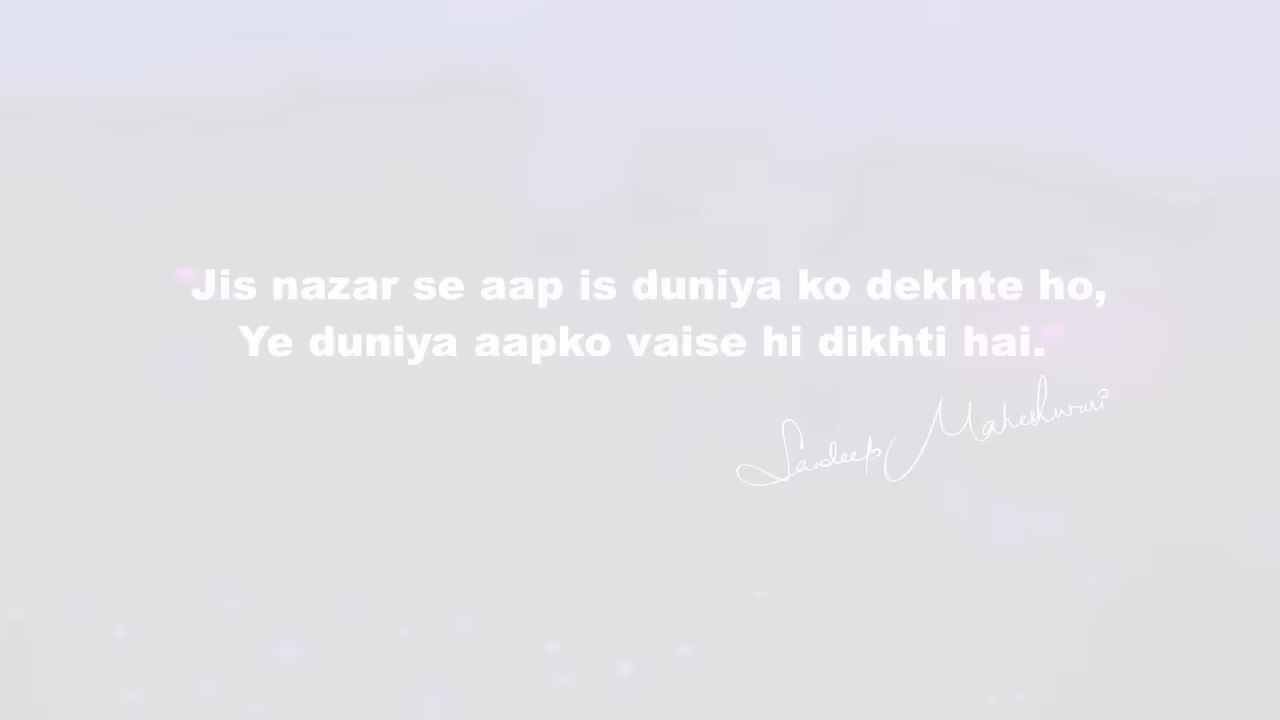 "Jis nazar se aap is duniya ko dekhte ho,
Ye duniya aapko vaise hi dikhti hai."
Sandeep Maheshwari